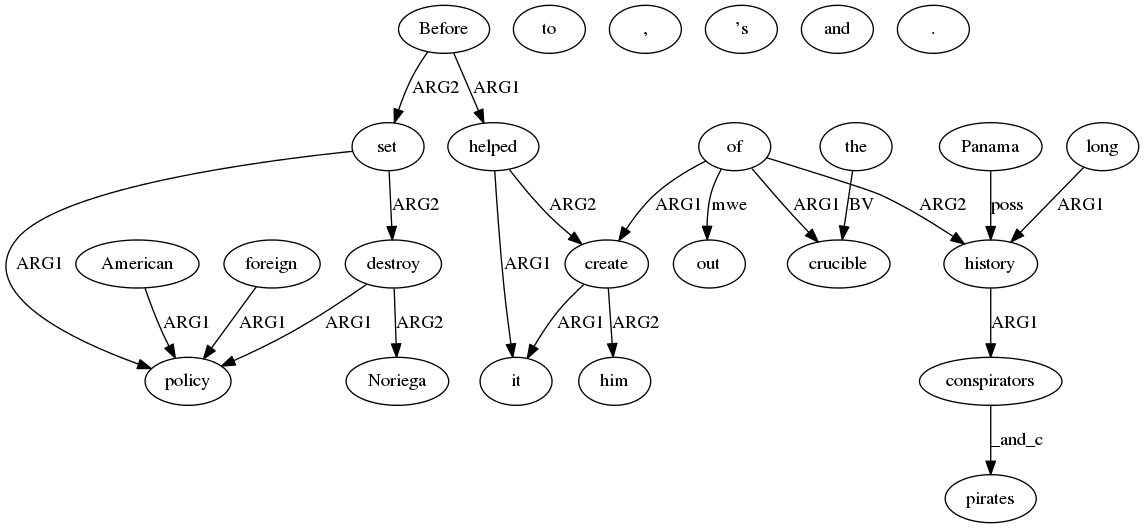 Before to , ’s and .
ARG2 ARG1
set helped of the Panama long
ARG2 ARG2 ARG1 mwe ARG1 BV ARG2 poss ARG1
ARG1 American foreign destroy ARG1 create out crucible history
ARG1 ARG1 ARG1 ARG2 ARG1 ARG2 ARG1
policy Noriega it him conspirators
_and_c
pirates